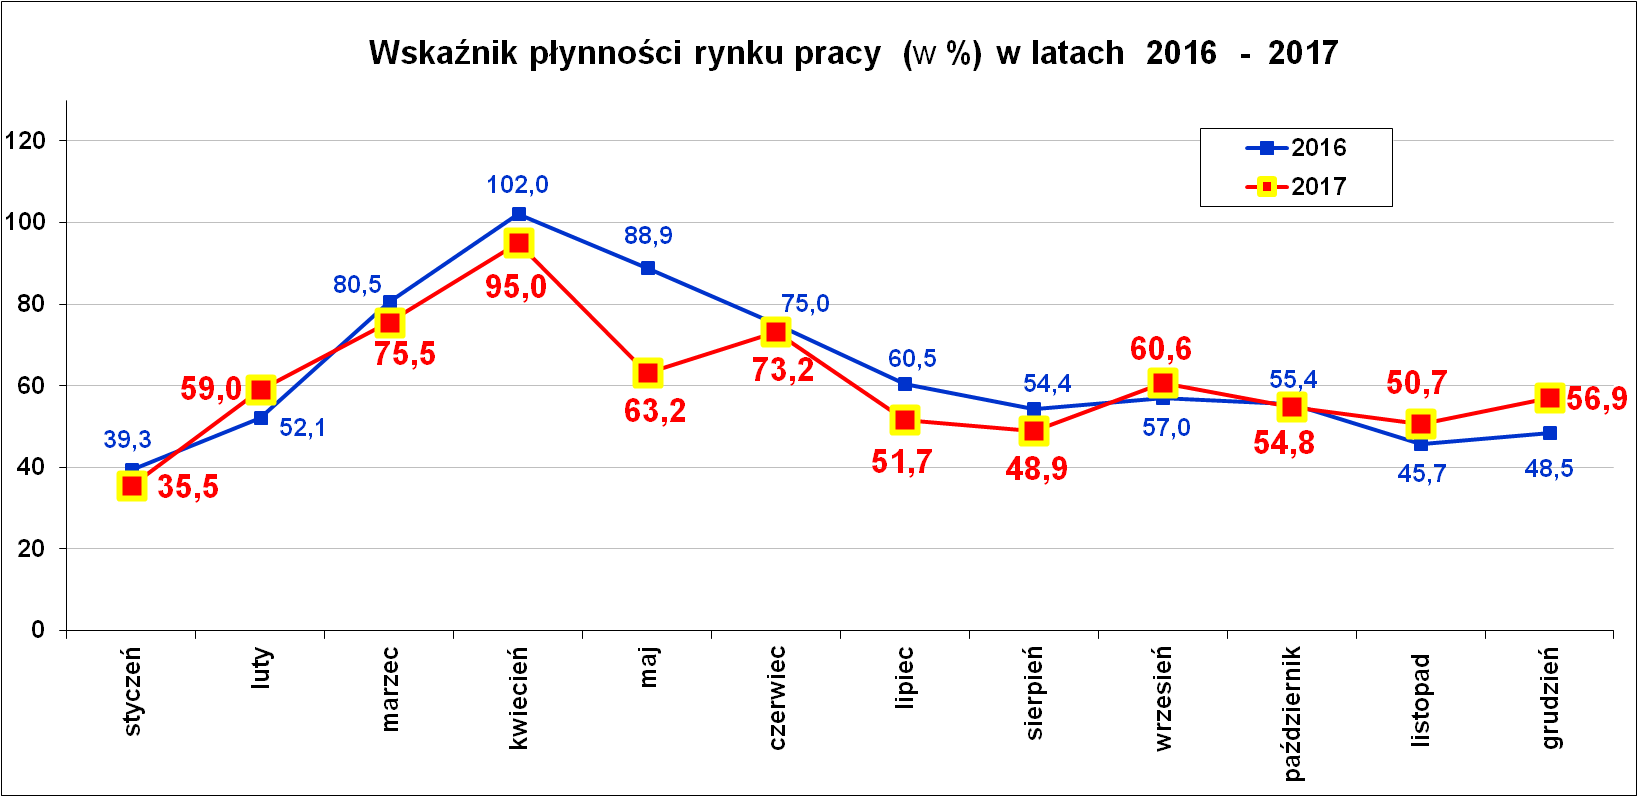 Wskaźnik płynności rynku pracy (w %) w latach 2016 - 2017
120
100
80
60
40
20
0
2016
2017
39,3
52,1
80,5
102,0
88,9
75,0
60,5
54,4
57,0
55,4
45,7
48,5
35,5
59,0
75,5
95,0
63,2
73,2
51,7
48,9
60,6
54,8
50,7
56,9
styczeń
luty
marzec
kwiecień
maj
czerwiec
lipiec
sierpień
wrzesień
październik
listopad
grudzień